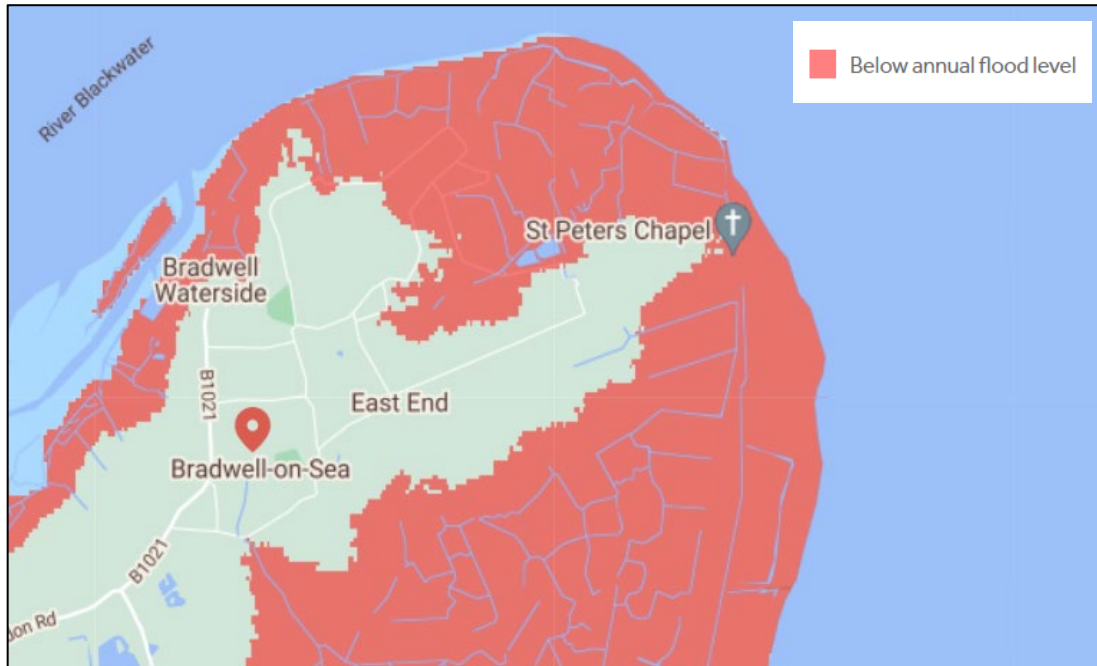 River Blackwater
Below annual flood level
St Peters Chapel
Bradwell
Waterside
B1021
East End
Bradwell-on-Sea
B1021
don Rd